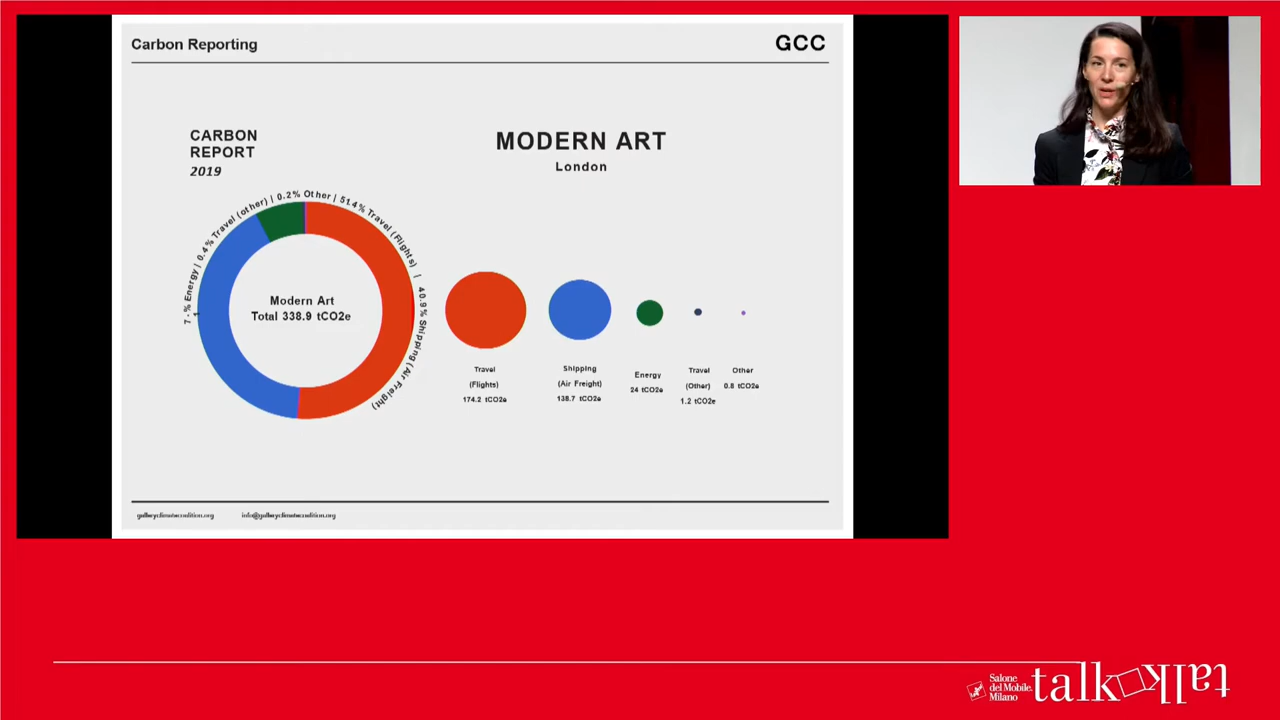 Carbon Reporting
GCC
CARBON
REPORT
2019
MODERN ART
London
7.1% Energy | 0.4% Travel (other) | 0.2% Other | 51.4% Travel (Flights) | 40.9% Shipping (Air Freight)
Modern Art
Total 338.9 tCO2e
Travel
(Flights)
174.2 tCO2e
Shipping
(Air Freight)
138.7 tCO2e
Energy
24 tCO2e
Travel
(Other)
1.2 tCO2e
Other
0.8 tCO2e
galleryclimatecoalition.org
info@galleryclimatecoalition.org
Salone
del Mobile.
Milano
talk talk